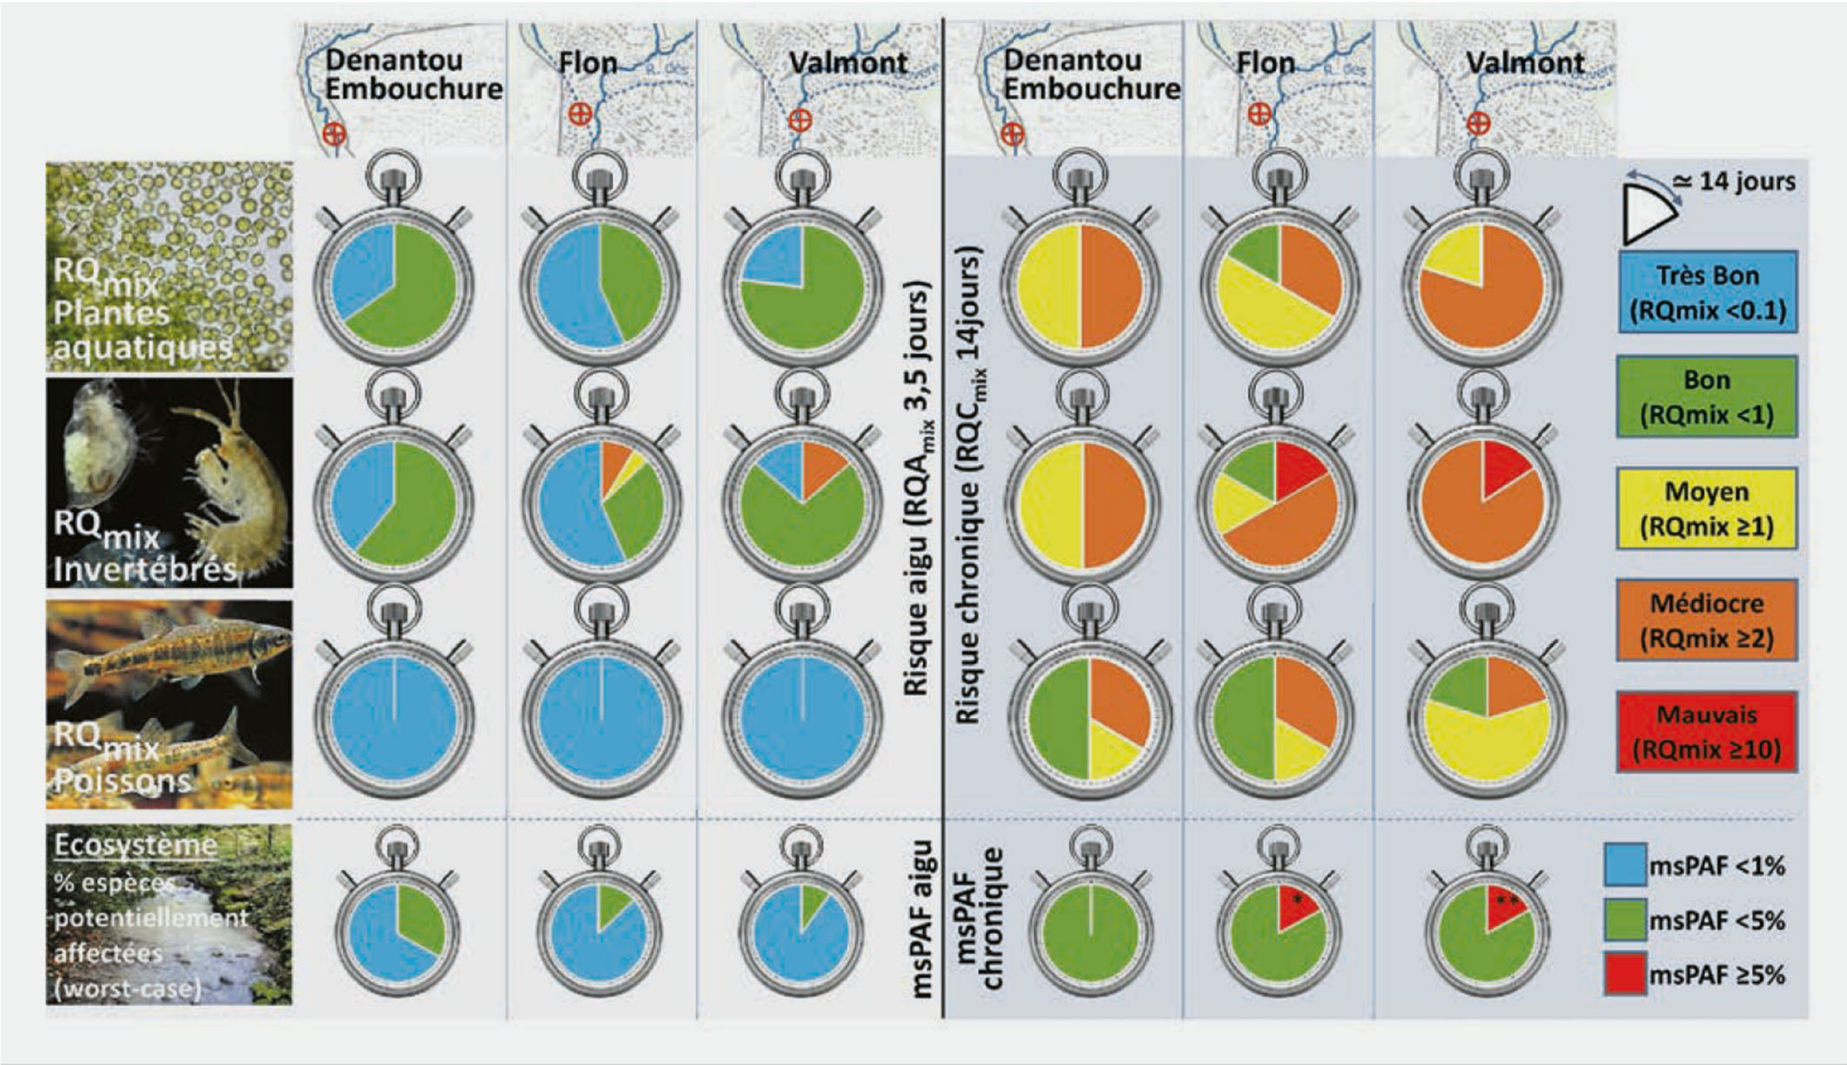 Denantou
Embouchure
Flon
R. des
Valmont
Denantou
Embouchure
Flon
R. des
Valmont
RQmix
Plantes
aquatiques
RQmix
Invertébrés
RQmix
Poissons
Ecosystème
% espèces
potentiellement
affectées
(worst-case)
Risque aigu (RQAmix 3,5 jours)
Risque chronique (RQCmix 14jours)
msPAF aigu
msPAF
chronique
*
**
≃ 14 jours
Très Bon
(RQmix <0.1)
Bon
(RQmix <1)
Moyen
(RQmix ≥1)
Médiocre
(RQmix ≥2)
Mauvais
(RQmix ≥10)
msPAF <1%
msPAF <5%
msPAF ≥5%